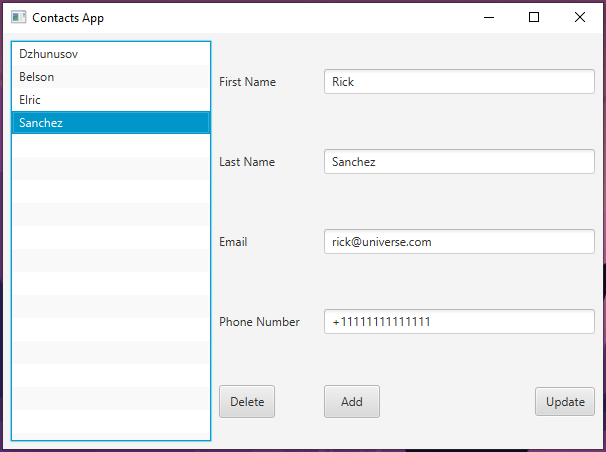 Contacts App
Dzhunusov
Belson
Elric
Sanchez
First Name Rick
Last Name Sanchez
Email rick@universe.com
Phone Number +11111111111111
Delete Add Update